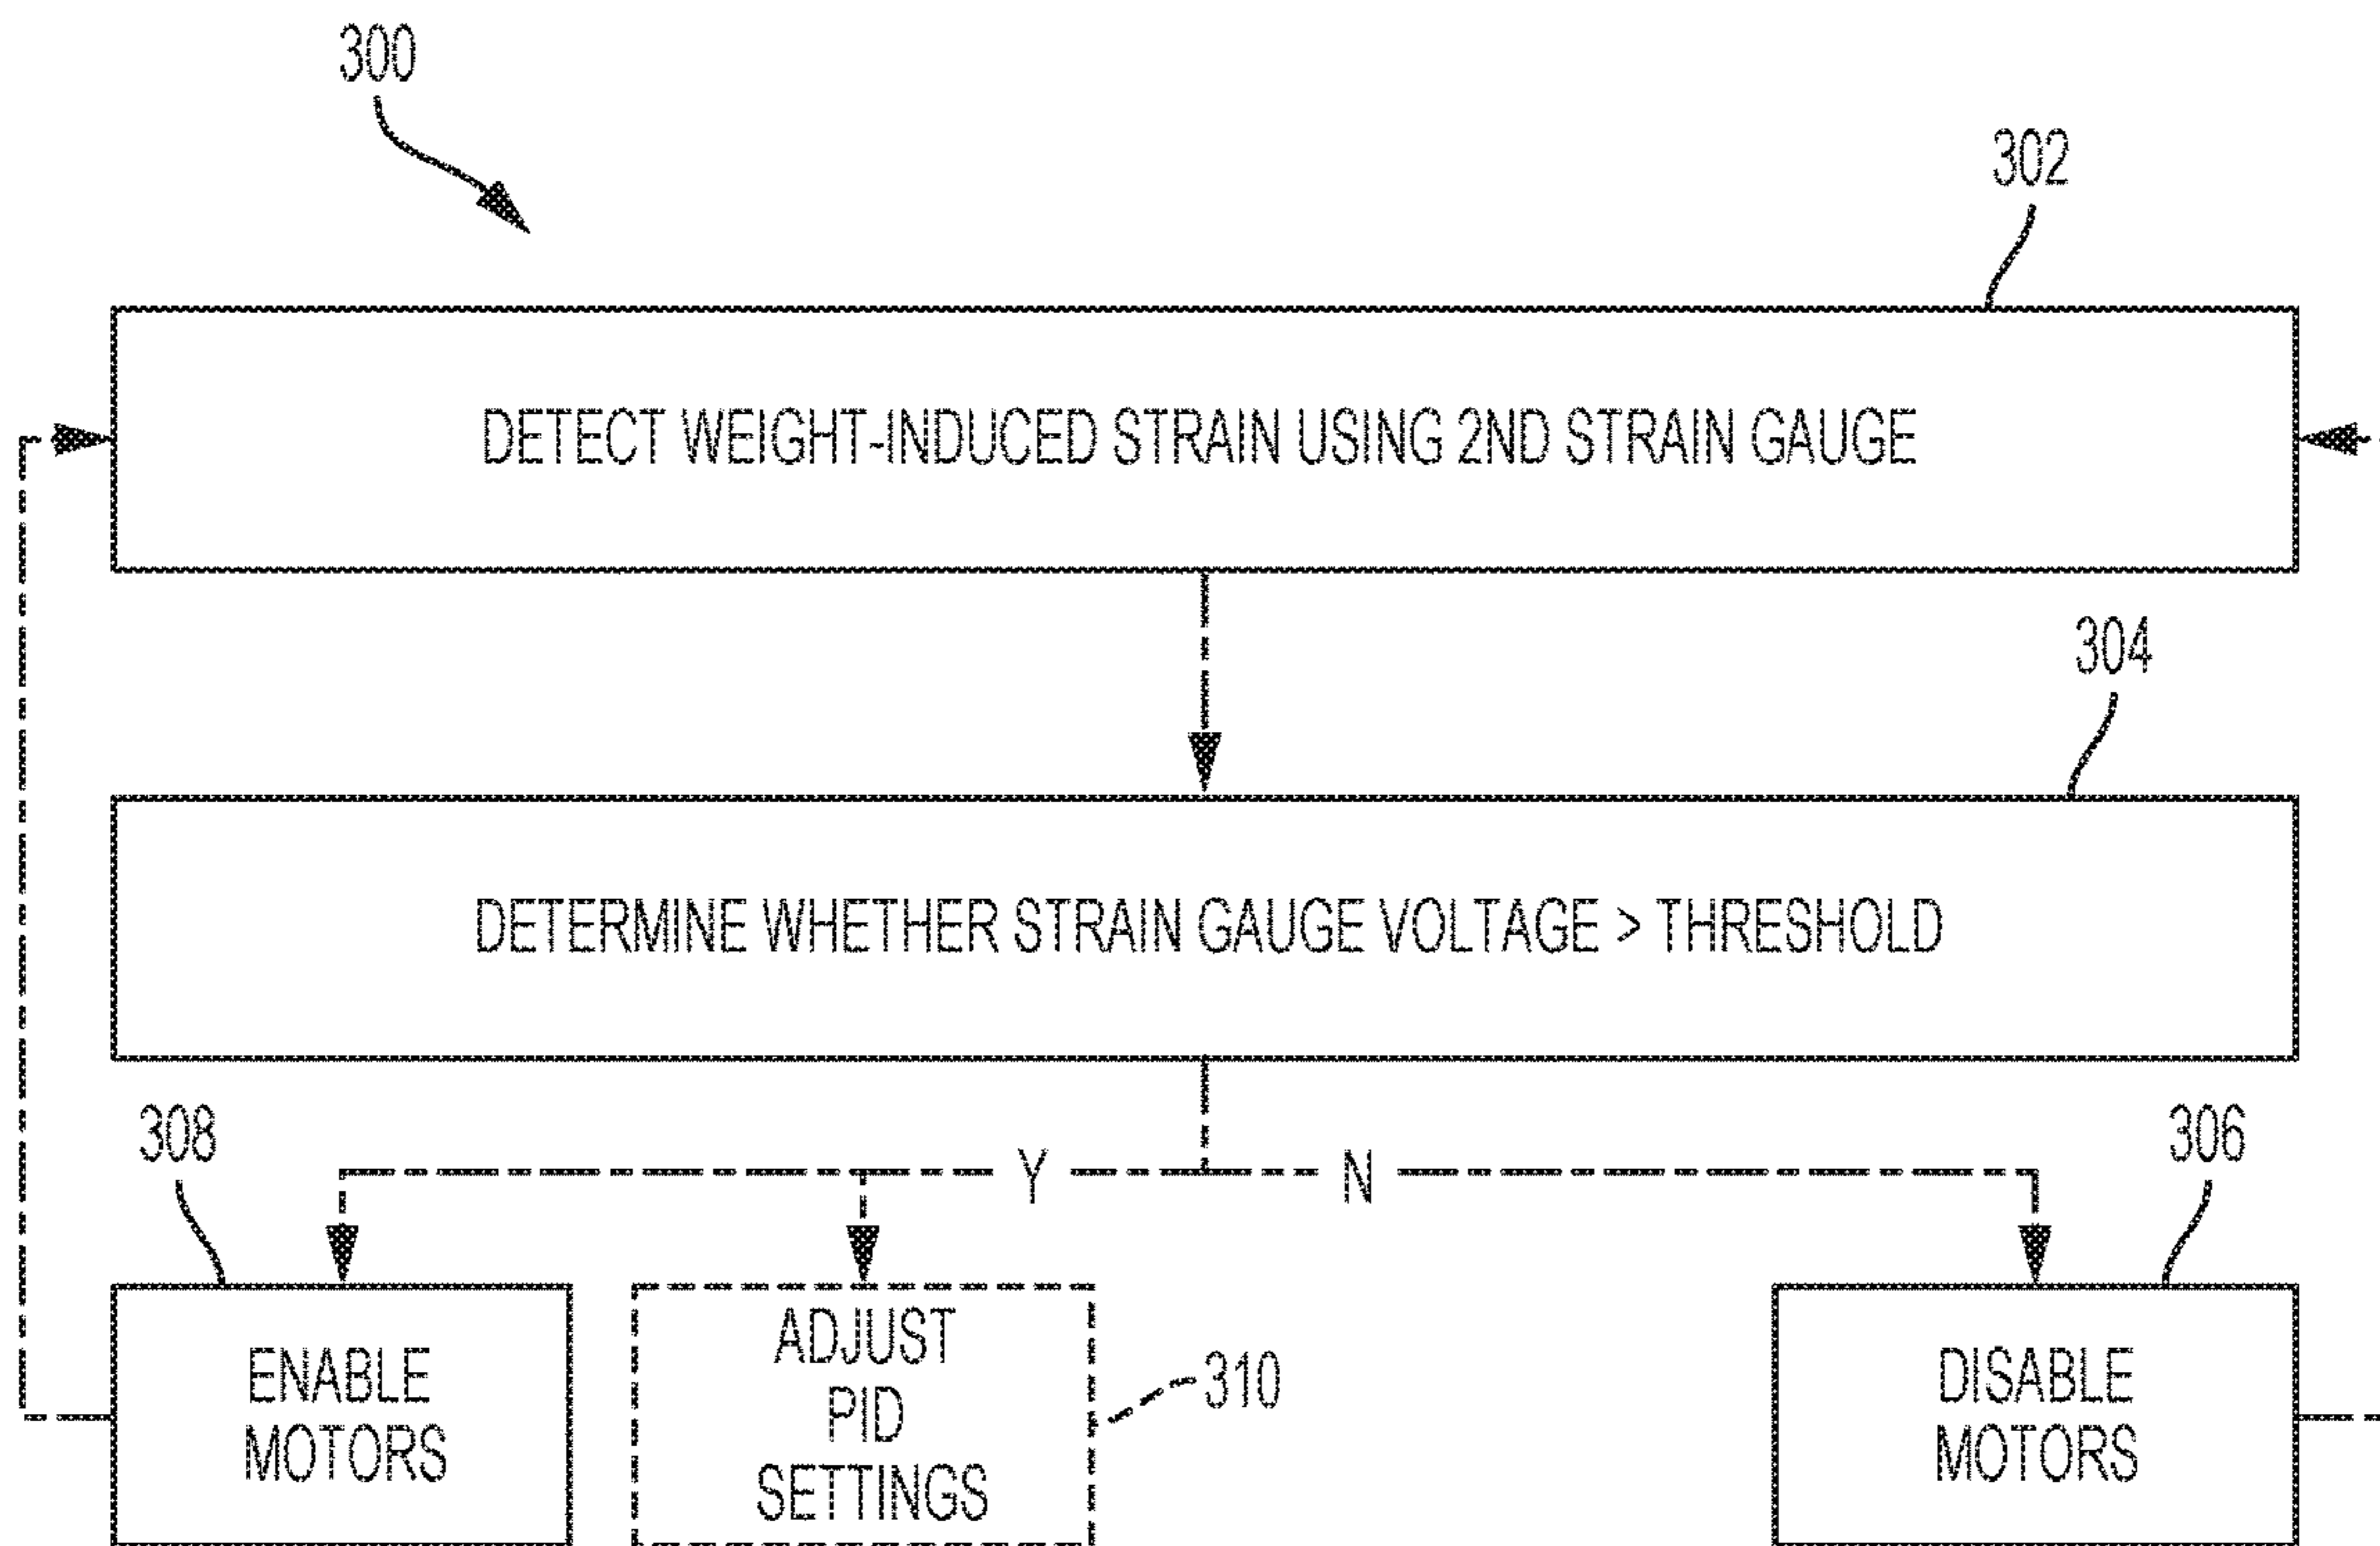 300
302
DETECT WEIGHT-INDUCED STRAIN USING 2ND STRAIN GAUGE
304
DETERMINE WHETHER STRAIN GAUGE VOLTAGE > THRESHOLD
308
306
Y
N
ENABLE
MOTORS
ADJUST
PID
SETTINGS
310
DISABLE
MOTORS